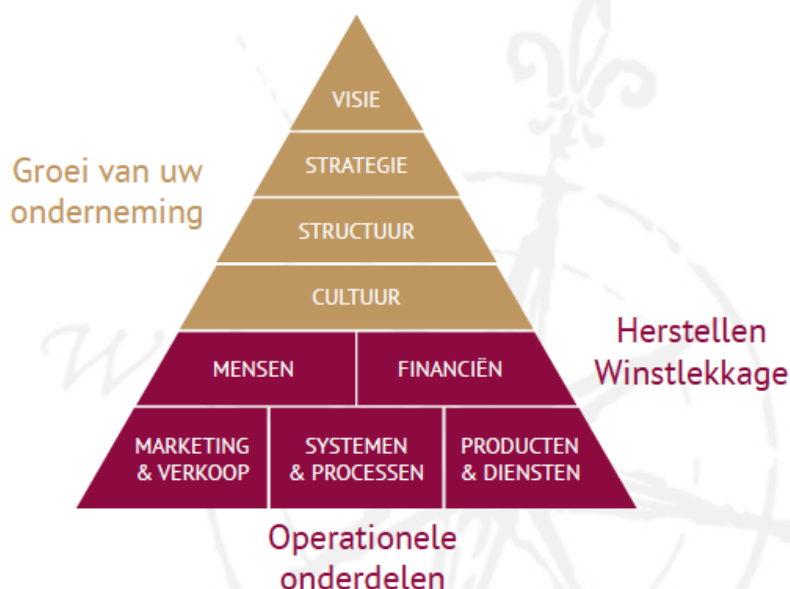 VISIE
STRATEGIE
Groei van uw
onderneming
STRUCTUUR
CULTUUR
MENSEN
FINANCIËN
Herstellen
Winstlekkage
MARKETING
& VERKOOP
SYSTEMEN
& PROCESSEN
PRODUCTEN
& DIENSTEN
Operationele
onderdelen
W